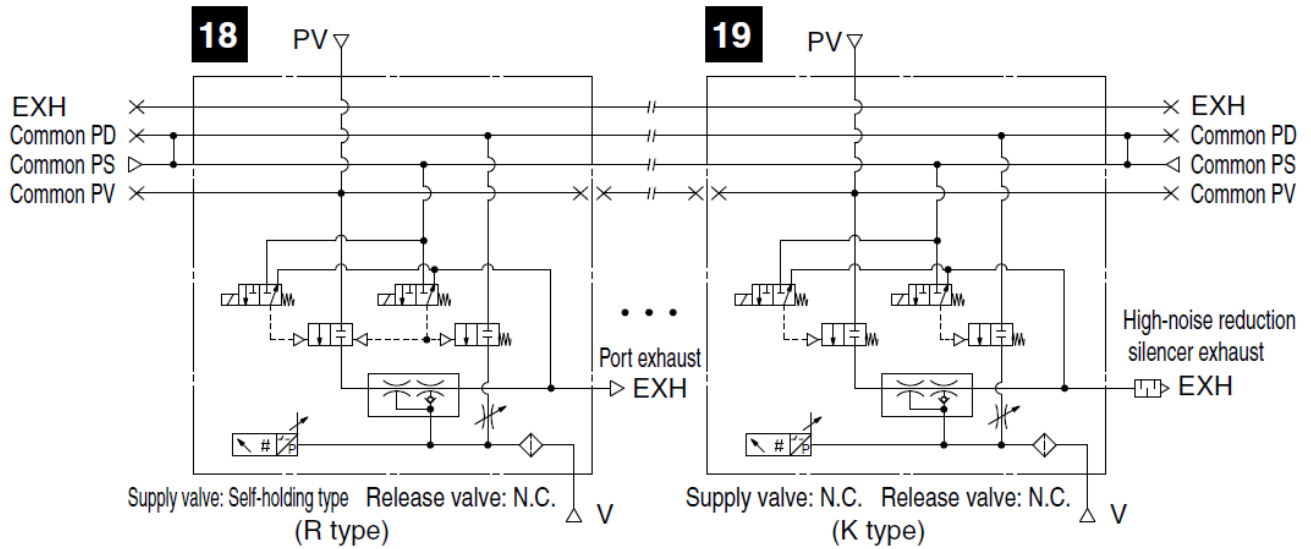 18
PV
19
PV
EXH
EXH
Common PD
Common PD
Common PS
Common PS
Common PV
Common PV
Port exhaust
EXH
High-noise reduction
silencer exhaust
EXH
# P
# P
Supply valve: Self-holding type Release valve: N.C.
(R type)
V
Supply valve: N.C. Release valve: N.C.
(K type)
V